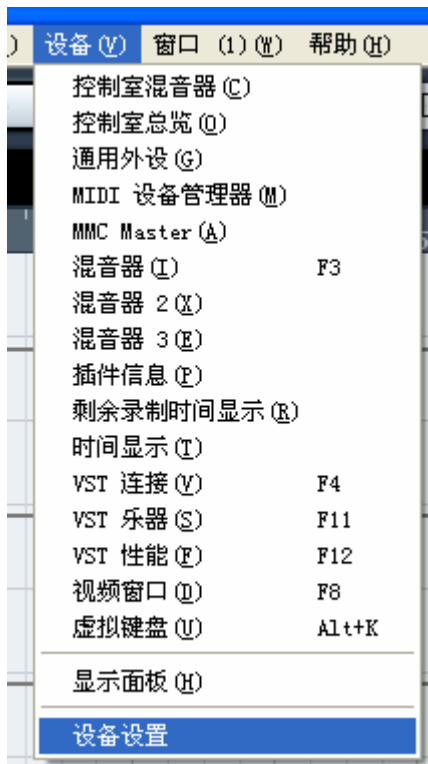 ) 设备(V) 窗口 (1)(W) 帮助(H)
控制室混音器(C)
控制室总览(O)
通用外设(G)
MIDI 设备管理器(M)
MMC Master(A)
混音器(I) F3
混音器 2(X)
混音器 3(E)
插件信息(P)
剩余录制时间显示(R)
时间显示(T)
VST 连接(V) F4
VST 乐器(S) F11
VST 性能(F) F12
视频窗口(D) F8
虚拟键盘(U) Alt+K
显示面板(H)
设备设置